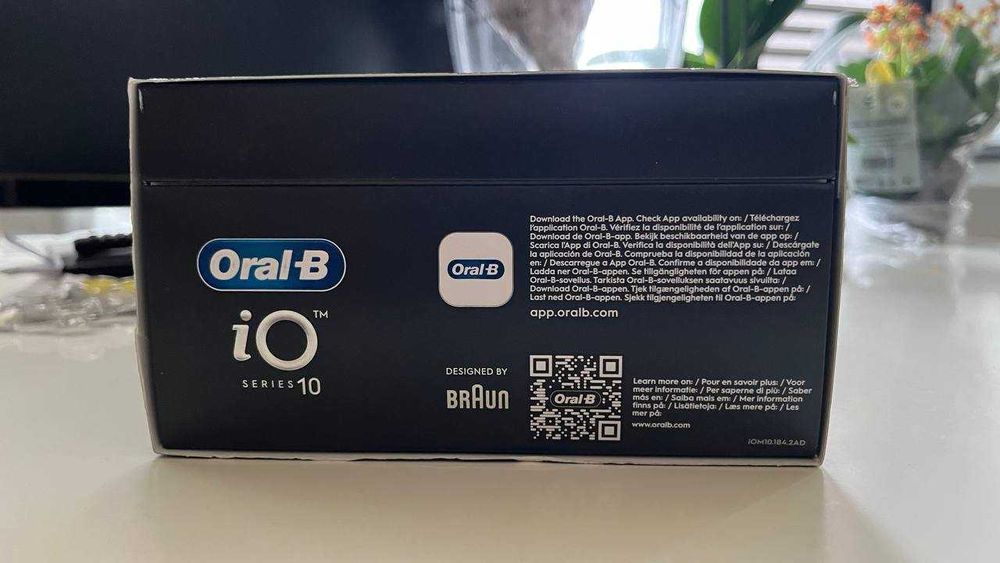 Oral-B
iO™
SERIES 10
Oral-B
Download the Oral-B App. Check App availability on: / Téléchargez
l'application Oral-B. Vérifiez la disponibilité de l'application sur: /
Download de Oral-B-app. Bekijk beschikbaarheid van de app op: /
Scarica l'App di Oral-B. Verifica la disponibilità dell'App su: / Descárgate
la aplicación de Oral-B. Comprueba la disponibilidad de la aplicación
en: / Descarregue a App Oral-B. Confirme a disponibilidade da app em: /
Ladda ner Oral-B-appen. Se tillgängligheten för appen på: / Lataa
Oral-B-sovellus. Tarkista Oral-B-sovelluksen saatavuus sivuilta: /
Download Oral-B-appen. Tjek tilgængeligheden af Oral-B-appen på: /
Last ned Oral-B-appen. Sjekk tilgjengeligheten til Oral-B-appen på:
app.oralb.com
DESIGNED BY
BRAUN
Oral-B
Learn more on: / Pour en savoir plus: / Voor
meer informatie: / Per saperne di più: / Saber
más en: / Saiba mais em: / Mer information
finns på: / Lisätietoja: / Læs mere på: / Les
mer på:
www.oralb.com
iOM10.1B4.2AD